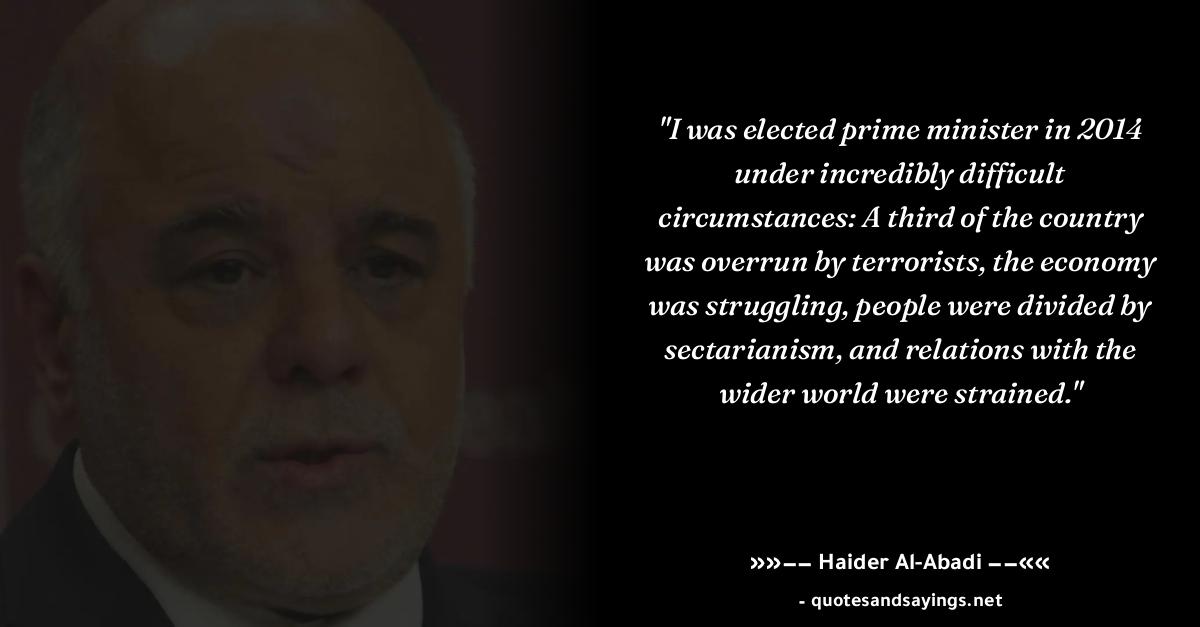 "I was elected prime minister in 2014
under incredibly difficult
circumstances: A third of the country
was overrun by terrorists, the economy
was struggling, people were divided by
sectarianism, and relations with the
wider world were strained."
»»–– Haider Al-Abadi ––««
- quotesandsayings.net